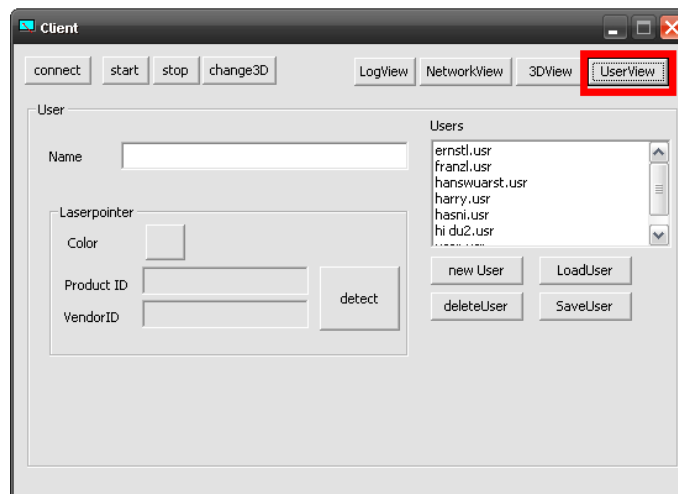 Client
connect start stop change3D LogView NetworkView 3DView UserView
User
Users
Name
ernstl.usr
franzl.usr
hanswuarst.usr
harry.usr
hasni.usr
hi du2.usr
Laserpointer
Color
Product ID
VendorID
detect
new User LoadUser
deleteUser SaveUser